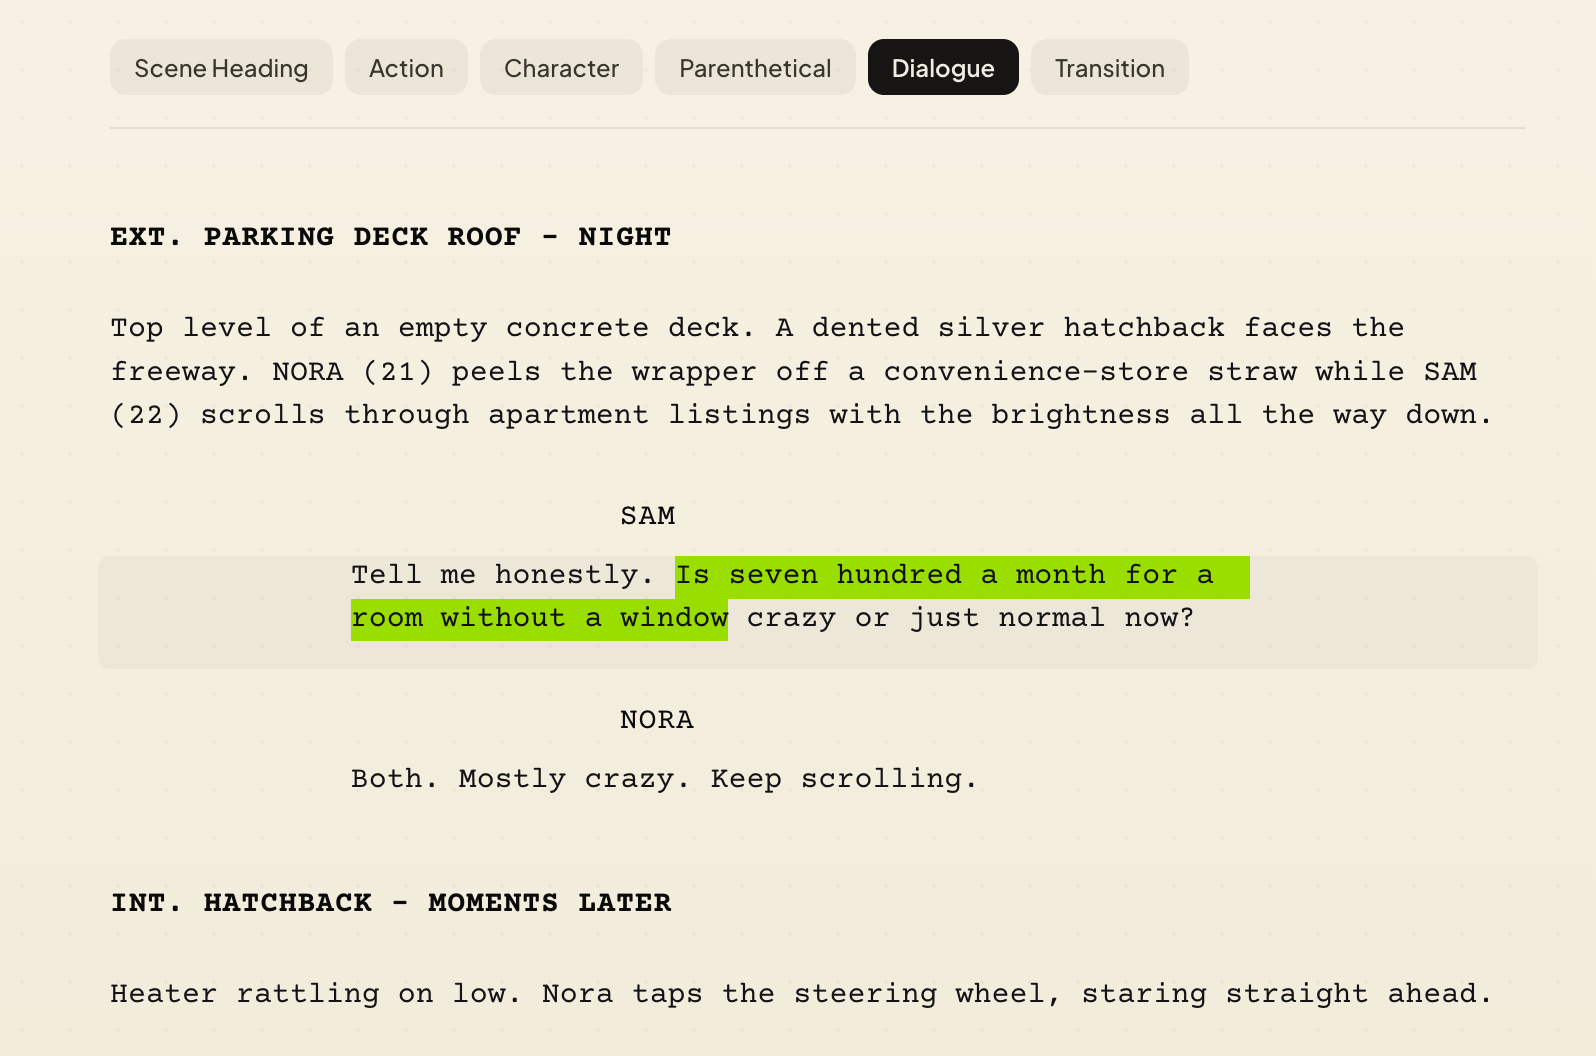 Scene Heading Action Character Parenthetical Dialogue Transition
EXT. PARKING DECK ROOF - NIGHT
Top level of an empty concrete deck. A dented silver hatchback faces the
freeway. NORA (21) peels the wrapper off a convenience-store straw while SAM
(22) scrolls through apartment listings with the brightness all the way down.
SAM
Tell me honestly. Is seven hundred a month for a
room without a window crazy or just normal now?
NORA
Both. Mostly crazy. Keep scrolling.
INT. HATCHBACK - MOMENTS LATER
Heater rattling on low. Nora taps the steering wheel, staring straight ahead.